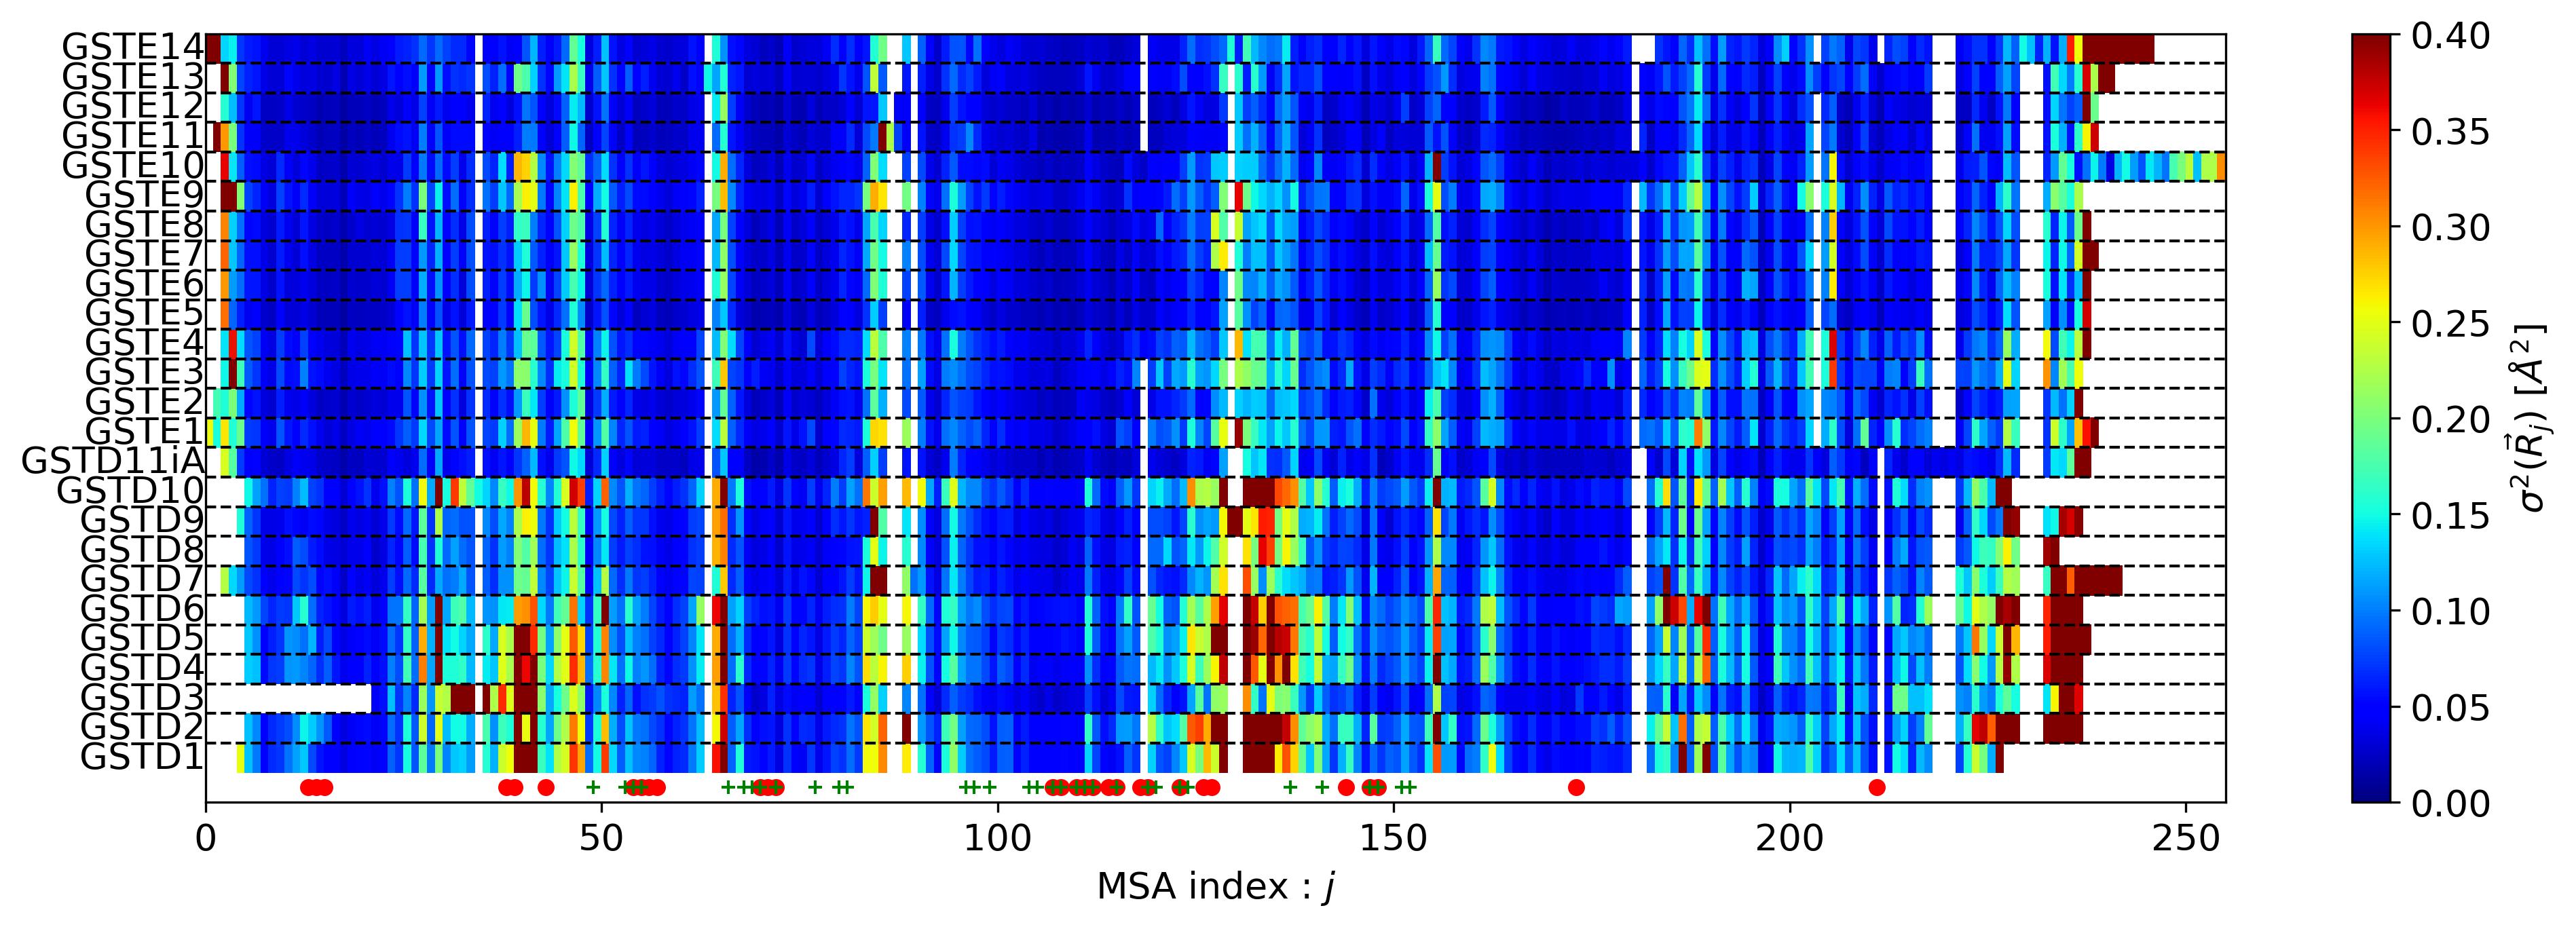 GSTE14
GSTE13
GSTE12
GSTE11
GSTE10
GSTE9
GSTE8
GSTE7
GSTE6
GSTE5
GSTE4
GSTE3
GSTE2
GSTE1
GSTD11iA
GSTD10
GSTD9
GSTD8
GSTD7
GSTD6
GSTD5
GSTD4
GSTD3
GSTD2
GSTD1
0 50 100 150 200 250
MSA index : j
0.40
0.35
0.30
0.25
0.20
0.15
0.10
0.05
0.00
σ²(R⃗ⱼ) [Å²]